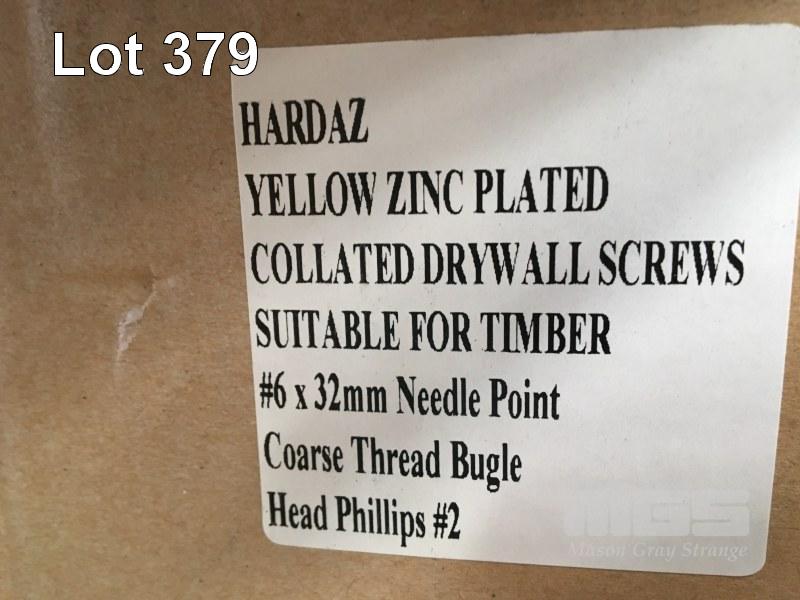 Lot 379
HARDAZ
YELLOW ZINC PLATED
COLLATED DRYWALL SCREWS
SUITABLE FOR TIMBER
#6 x 32mm Needle Point
Coarse Thread Bugle
Head Phillips #2
MGS
Mason Gray Strange